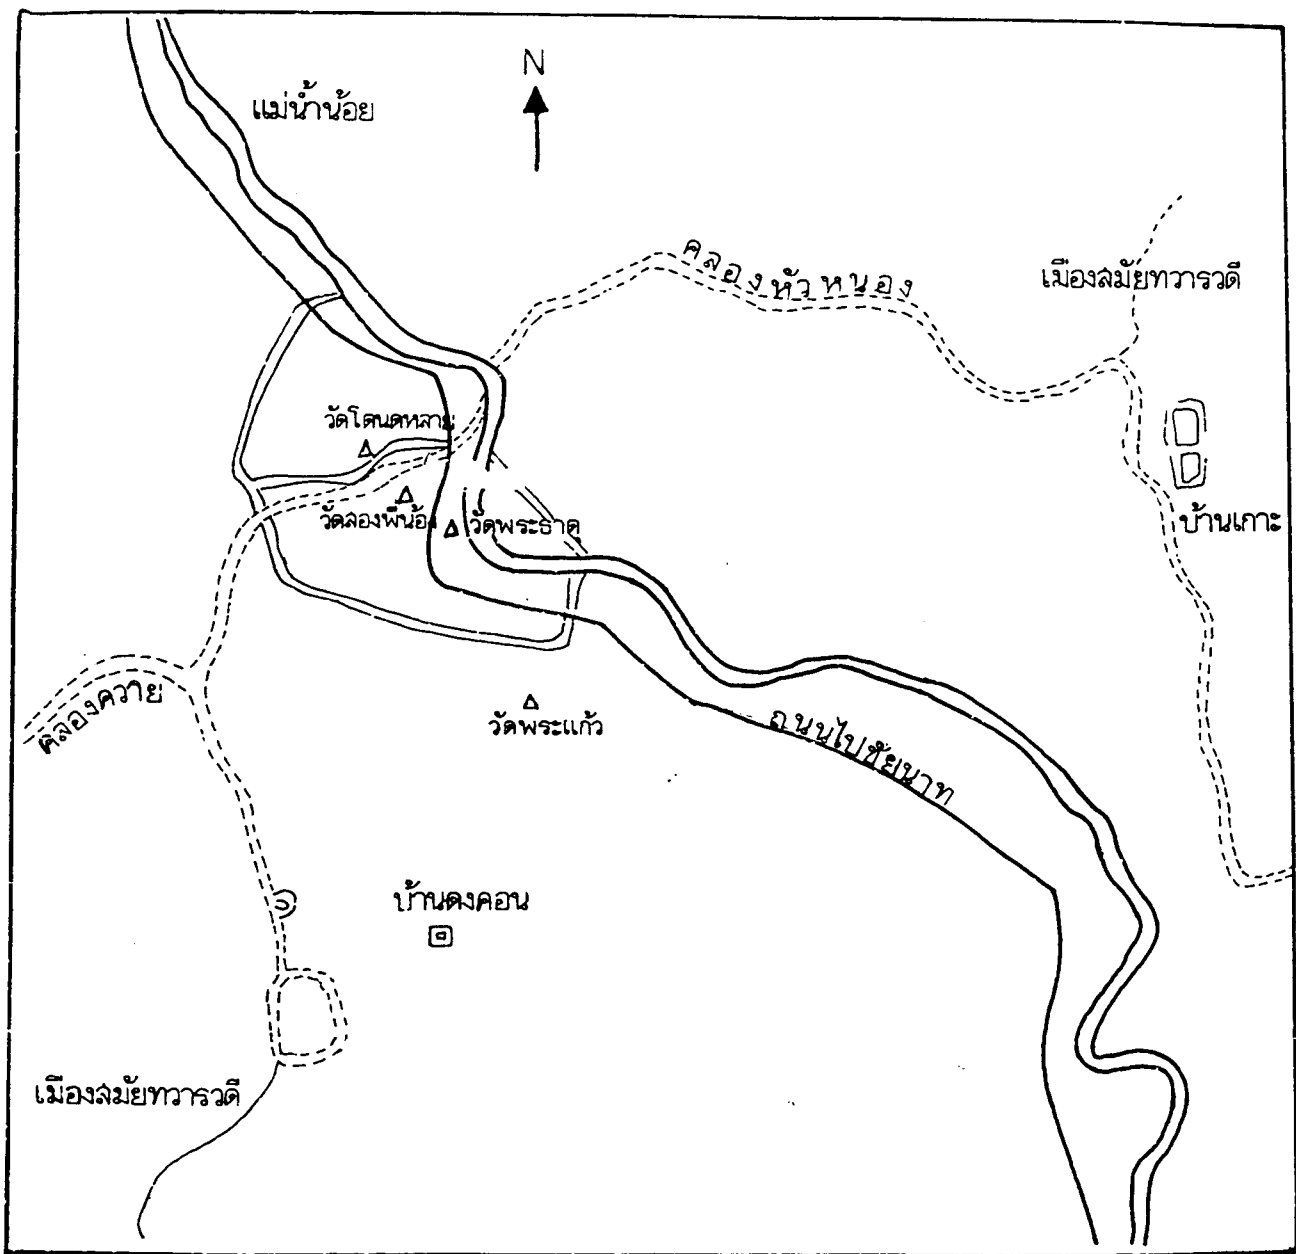 N
แม่น้ำน้อย
คลองหัวหนอง
เมืองสมัยทวารวดี
วัดโตนดหลาย
วัดสองพี่น้อง
วัดพระธาตุ
บ้านเกาะ
คลองควาย
วัดพระแก้ว
ถนนไปชัยนาท
บ้านดงคอน
เมืองสมัยทวารวดี